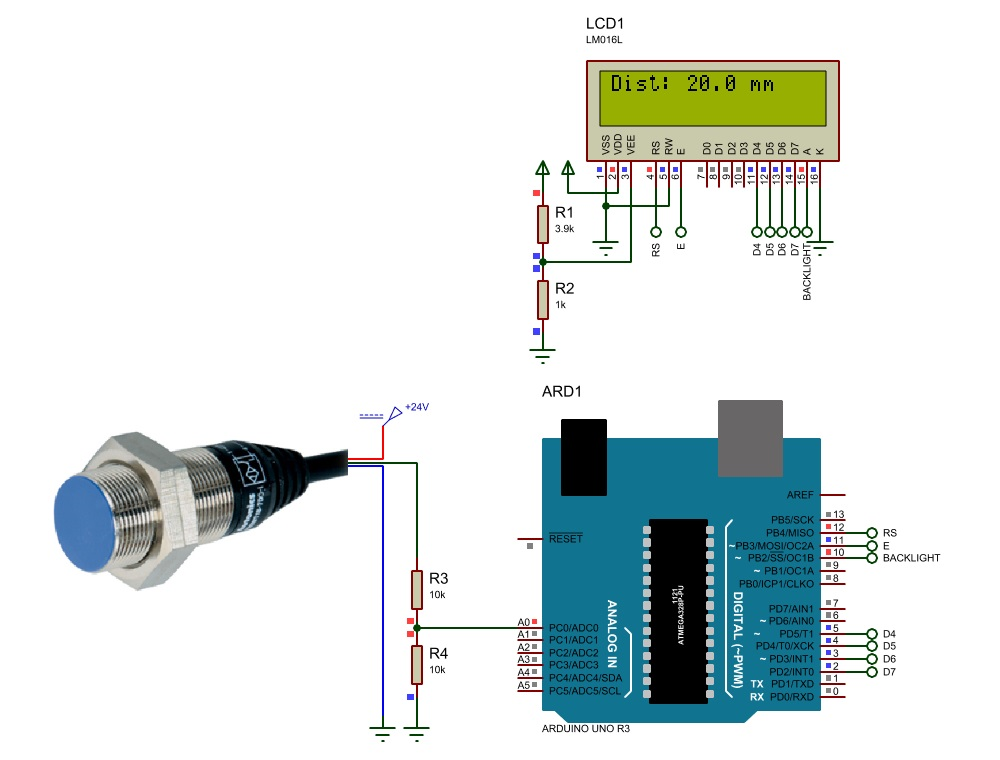 LCD1
LM016L
Dist: 20.0 mm
VSS VDD VEE RS RW E D0 D1 D2 D3 D4 D5 D6 D7 A K
1 2 3 4 5 6 7 8 9 10 11 12 13 14 15 16
R1
3.9k
RS E D4 D5 D6 D7 BACKLIGHT
R2
1k
ARD1
+24V
AREF
RESET
PB5/SCK 13
PB4/MISO 12 RS
~PB3/MOSI/OC2A 11 E
~ PB2/SS/OC1B 10 BACKLIGHT
~ PB1/OC1A 9
PB0/ICP1/CLKO 8
R3
10k
1121
ATMEGA328P-PU
ANALOG IN
DIGITAL (~PWM)
PD7/AIN1 7
~ PD6/AIN0 6
~ PD5/T1 5 D4
PD4/T0/XCK 4 D5
~ PD3/INT1 3 D6
PD2/INT0 2 D7
TX PD1/TXD 1
RX PD0/RXD 0
A0 PC0/ADC0
A1 PC1/ADC1
A2 PC2/ADC2
A3 PC3/ADC3
A4 PC4/ADC4/SDA
A5 PC5/ADC5/SCL
R4
10k
ARDUINO UNO R3